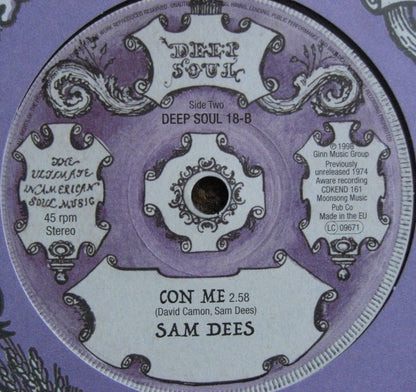 DEEP
SOUL
Side Two
DEEP SOUL 18-B
THE
ULTIMATE
IN AMERICAN
SOUL MUSIC
45 rpm
Stereo
℗ 1998
Ginn Music Group
Previously
unreleased 1974
Aware recording
CDKEND 161
Moonsong Music
Pub Co
Made in the EU
LC 09671
CON ME 2.58
(David Camon, Sam Dees)
SAM DEES